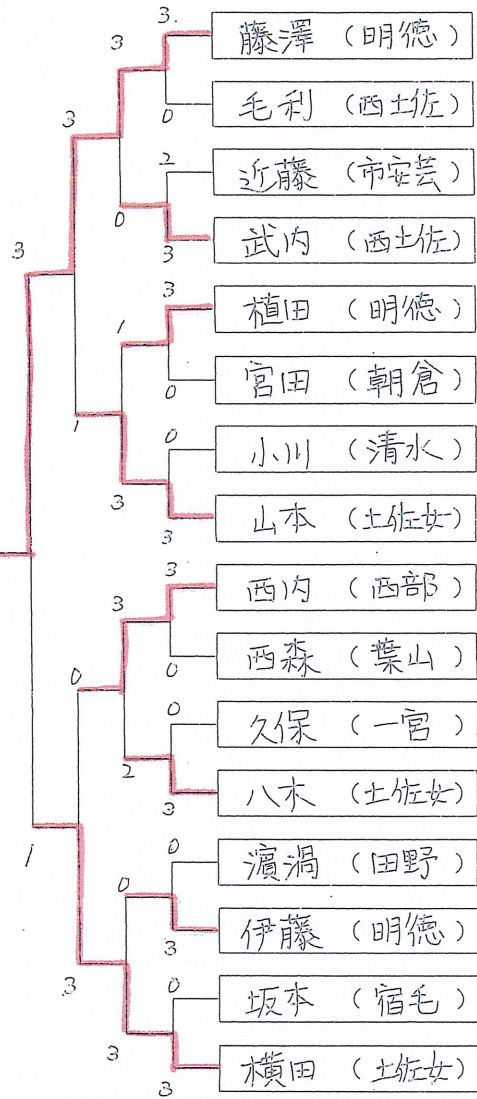 3.
藤澤 (明德)
3
0
毛利 (西土佐)
3
2
近藤 (市安芸)
0
3
武内 (西土佐)
3
3
植田 (明德)
1
0
宮田 (朝倉)
1
0
小川 (清水)
3
3
山本 (土佐女)
3
西内 (西部)
3
0
西森 (葉山)
0
0
久保 (一宮)
2
3
八木 (土佐女)
1
0
濵渦 (田野)
0
3
伊藤 (明德)
3
0
坂本 (宿毛)
3
3
横田 (土佐女)